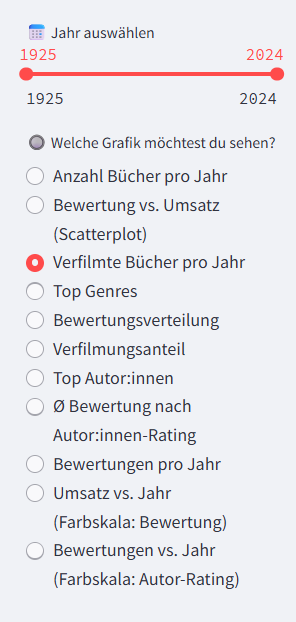 Jahr auswählen
1925 2024
1925 2024
Welche Grafik möchtest du sehen?
Anzahl Bücher pro Jahr
Bewertung vs. Umsatz
(Scatterplot)
Verfilmte Bücher pro Jahr
Top Genres
Bewertungsverteilung
Verfilmungsanteil
Top Autor:innen
Ø Bewertung nach
Autor:innen-Rating
Bewertungen pro Jahr
Umsatz vs. Jahr
(Farbskala: Bewertung)
Bewertungen vs. Jahr
(Farbskala: Autor-Rating)